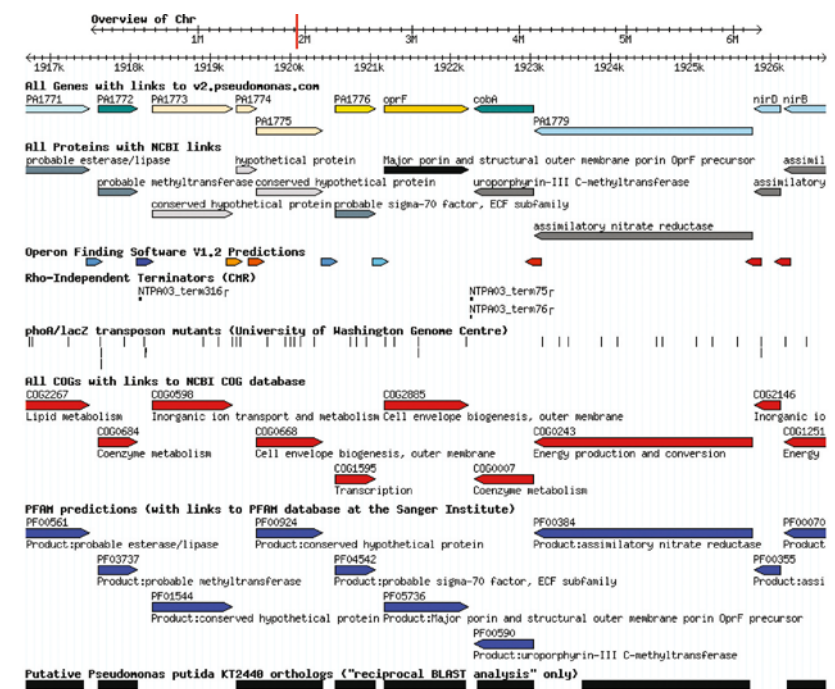 Overview of Chr
1M 2M 3M 4M 5M 6M
1917k 1918k 1919k 1920k 1921k 1922k 1923k 1924k 1925k 1926k
All Genes with links to v2.pseudomonas.com
PA1771 PA1772 PA1773 PA1774 PA1776 oprF cobA nirD nirB
PA1775 PA1779
All Proteins with NCBI links
probable esterase/lipase hypothetical protein Major porin and structural outer membrane porin OprF precursor assimil
probable methyltransferase conserved hypothetical protein uroporphyrin-III C-methyltransferase assimilatory
conserved hypothetical protein probable sigma-70 factor, ECF subfamily
assimilatory nitrate reductase
Operon Finding Software V1.2 Predictions
Rho-Independent Terminators (CMR)
NTPA03_term316r NTPA03_term75r
NTPA03_term76r
phoA/lacZ transposon mutants (University of Washington Genome Centre)
All COGs with links to NCBI COG database
COG2267 COG0598 COG2885 COG2146
Lipid metabolism Inorganic ion transport and metabolism Cell envelope biogenesis, outer membrane Inorganic io
COG0684 COG0668 COG0243 COG1251
Coenzyme metabolism Cell envelope biogenesis, outer membrane Energy production and conversion Energy
COG1595 COG0007
Transcription Coenzyme metabolism
PFAM predictions (with links to PFAM database at the Sanger Institute)
PF00561 PF00924 PF00384 PF00070
Product:probable esterase/lipase Product:conserved hypothetical protein Product:assimilatory nitrate reductase Product
PF03737 PF04542 PF00355
Product:probable methyltransferase Product:probable sigma-70 factor, ECF subfamily Product:assi
PF01544 PF05736
Product:conserved hypothetical protein Product:Major porin and structural outer membrane porin OprF precursor
PF00590
Product:uroporphyrin-III C-methyltransferase
Putative Pseudomonas putida KT2440 orthologs ("reciprocal BLAST analysis" only)